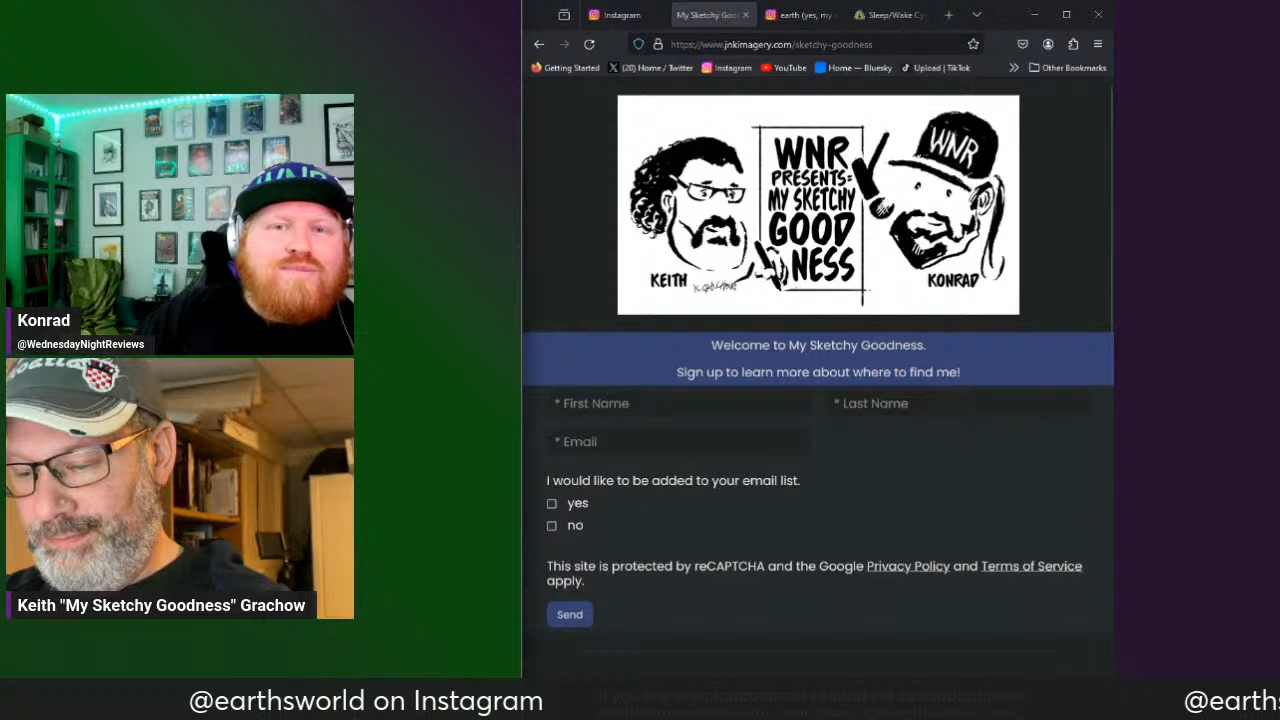 Instagram
My Sketchy Goo
earth (yes, my
Sleep/Wake Cy
https://www.jnkimagery.com/sketchy-goodness
Getting Started
(20) Home / Twitter
Instagram
YouTube
Home — Bluesky
Upload | TikTok
Other Bookmarks
WNR
PRESENTS:
MY SKETCHY
GOOD
NESS
KEITH
K. GRACHOW
WNR
KONRAD
Welcome to My Sketchy Goodness.
Sign up to learn more about where to find me!
* First Name
* Last Name
* Email
I would like to be added to your email list.
yes
no
This site is protected by reCAPTCHA and the Google Privacy Policy and Terms of Service
apply.
Send
WNR
Konrad
@WednesdayNightReviews
Keith "My Sketchy Goodness" Grachow
@earthsworld on Instagram
@earths